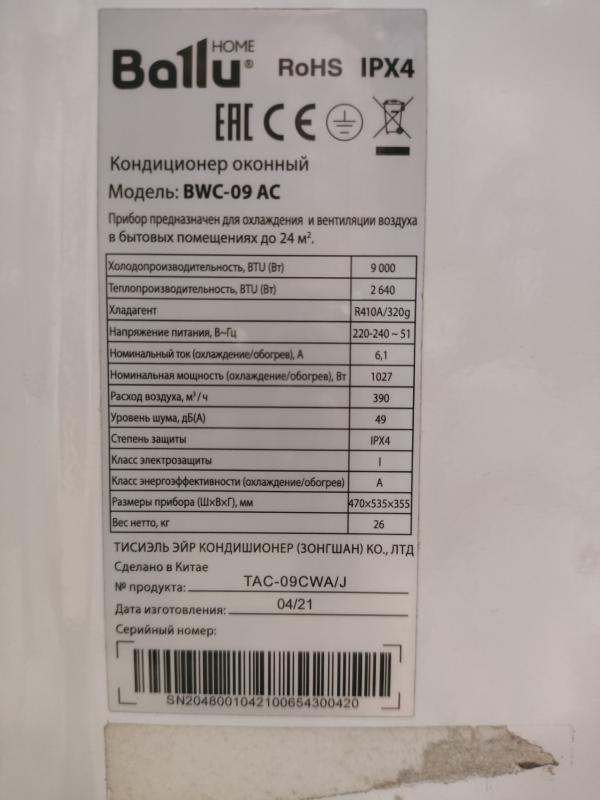 HOME
Ballu® RoHS IPX4
EAC CE
Кондиционер оконный
Модель: BWC-09 AC
Прибор предназначен для охлаждения и вентиляции воздуха
в бытовых помещениях до 24 м².
Холодопроизводительность, BTU (Вт) 9 000
Теплопроизводительность, BTU (Вт) 2 640
Хладагент R410A/320g
Напряжение питания, В~Гц 220-240 ~ 51
Номинальный ток (охлаждение/обогрев), А 6,1
Номинальная мощность (охлаждение/обогрев), Вт 1027
Расход воздуха, м³/ч 390
Уровень шума, дБ(А) 49
Степень защиты IPX4
Класс электрозащиты I
Класс энергоэффективности (охлаждение/обогрев) A
Размеры прибора (Ш×В×Г), мм 470×535×355
Вес нетто, кг 26
ТИСИЭЛЬ ЭЙР КОНДИШИОНЕР (ЗОНГШАН) КО., ЛТД
Сделано в Китае
№ продукта: TAC-09CWA/J
Дата изготовления: 04/21
Серийный номер:
SN2048001042100654300420